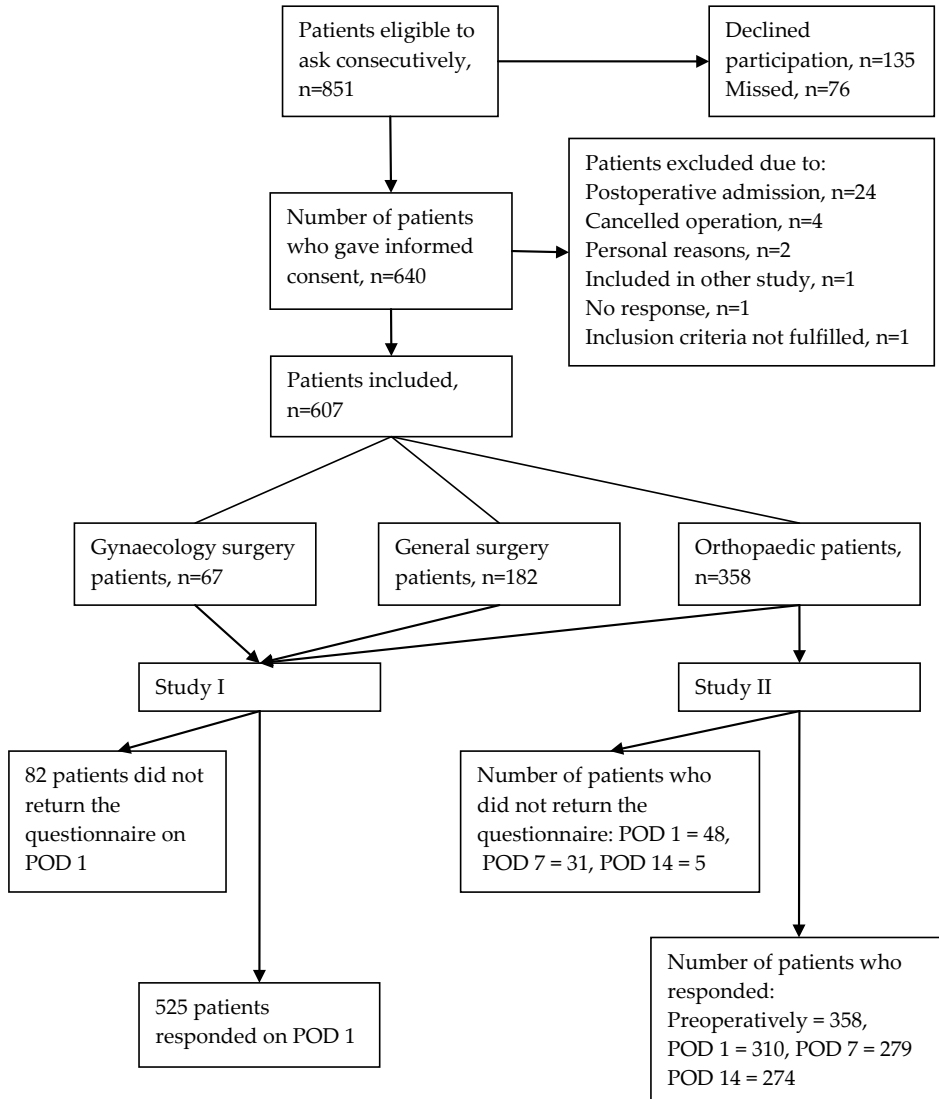 Patients eligible to
ask consecutively,
n=851
Declined
participation, n=135
Missed, n=76
Patients excluded due to:
Postoperative admission, n=24
Cancelled operation, n=4
Personal reasons, n=2
Included in other study, n=1
No response, n=1
Inclusion criteria not fulfilled, n=1
Number of patients
who gave informed
consent, n=640
Patients included,
n=607
Gynaecology surgery
patients, n=67
General surgery
patients, n=182
Orthopaedic patients,
n=358
Study I
Study II
82 patients did not
return the
questionnaire on
POD 1
Number of patients who
did not return the
questionnaire: POD 1 = 48,
POD 7 = 31, POD 14 = 5
525 patients
responded on POD 1
Number of patients who
responded:
Preoperatively = 358,
POD 1 = 310, POD 7 = 279
POD 14 = 274